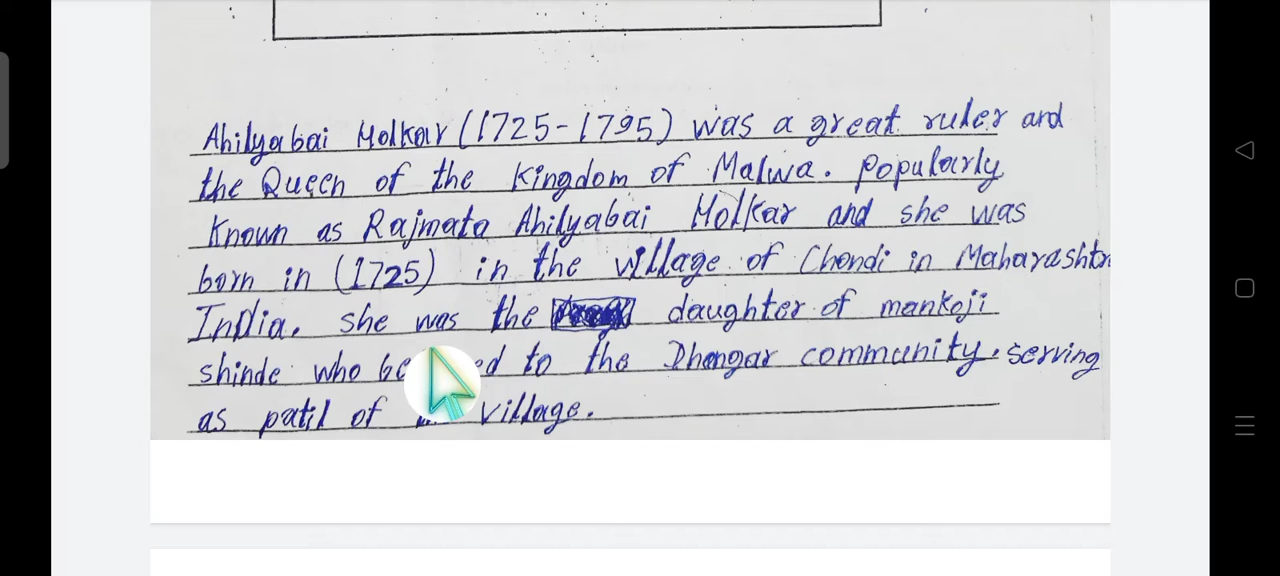 Ahilyabai Holkar (1725-1795) was a great ruler and
the Queen of the Kingdom of Malwa. Popularly
Known as Rajmata Ahilyabai Holkar and she was
born in (1725) in the village of Chondi in Maharashtra
India. she was the daughter of mankoji
shinde who to the Dhangar community. serving
as patil of village.